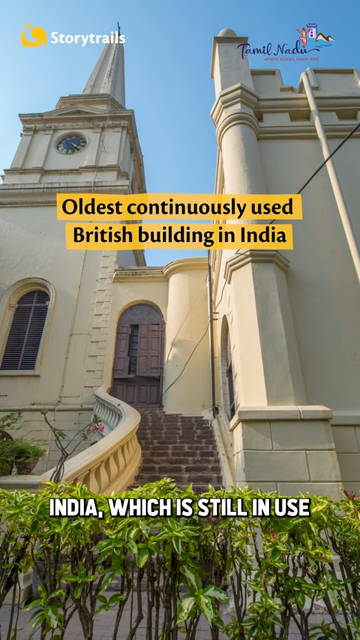 Storytrails
Tamil Nadu
Oldest continuously used
British building in India
INDIA, WHICH IS STILL IN USE